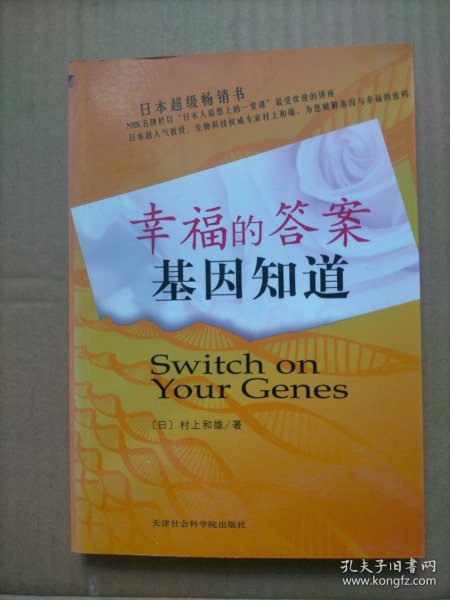 日本超级畅销书
NHK名牌栏目“日本人最想上的一堂课”最受欢迎的讲座
日本超人气教授、生物科技权威专家村上和雄，为您破解基因与幸福的密码
幸福的答案
基因知道
Switch on
Your Genes
〔日〕村上和雄/著
天津社会科学院出版社
孔夫子旧书网
www.kongfz.com